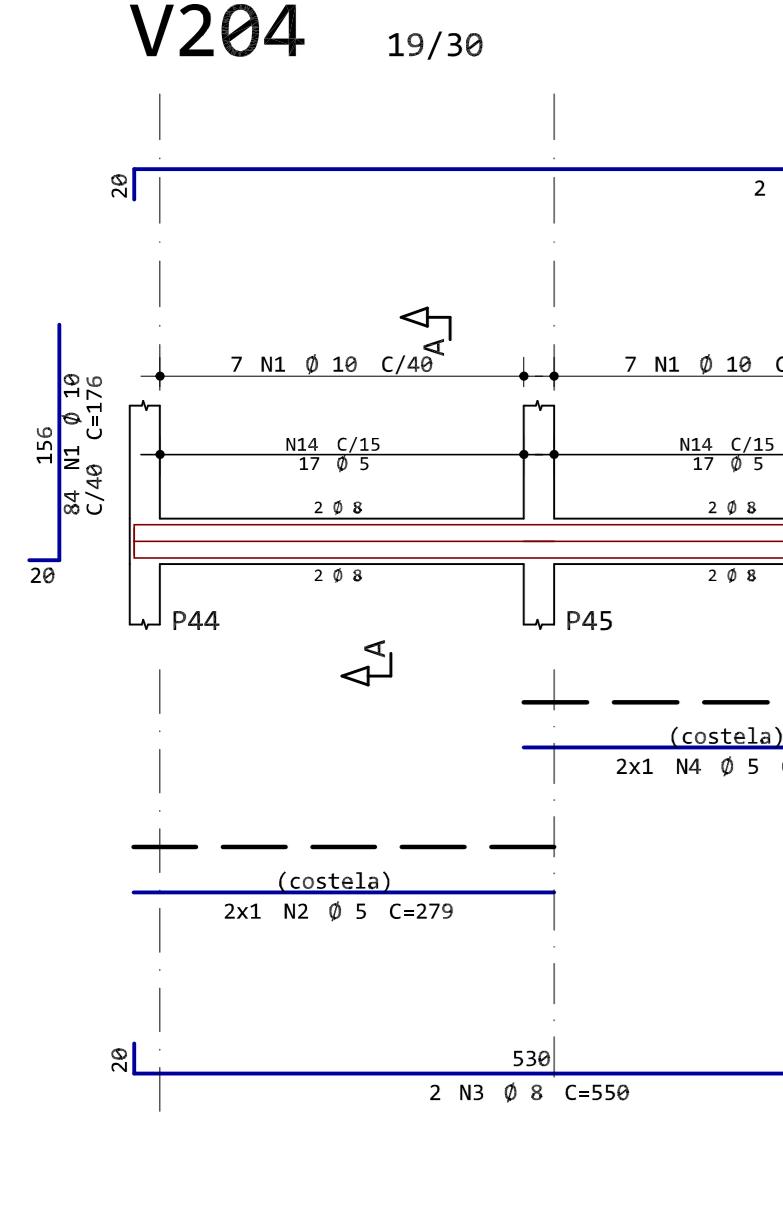 V204 19/30
20
2
A
7 N1 Ø 10 C/40
7 N1 Ø 10 C
156
84 N1 Ø 10
C/40 C=176
20
N14 C/15
17 Ø 5
N14 C/15
17 Ø 5
2 Ø 8
2 Ø 8
2 Ø 8
2 Ø 8
P44
P45
A
(costela)
2x1 N4 Ø 5
(costela)
2x1 N2 Ø 5 C=279
20
530
2 N3 Ø 8 C=550